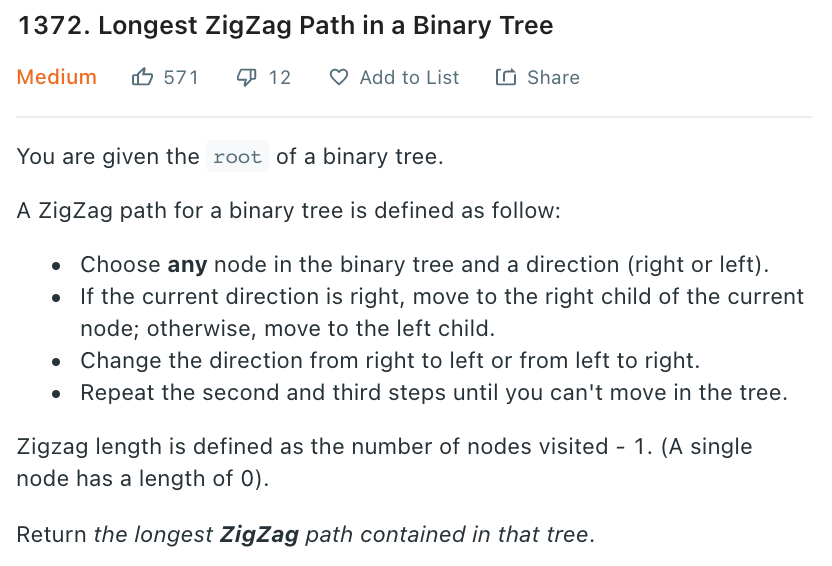 1372. Longest ZigZag Path in a Binary Tree
Medium 571 12 Add to List Share
You are given the root of a binary tree.
A ZigZag path for a binary tree is defined as follow:
• Choose any node in the binary tree and a direction (right or left).
• If the current direction is right, move to the right child of the current
node; otherwise, move to the left child.
• Change the direction from right to left or from left to right.
• Repeat the second and third steps until you can't move in the tree.
Zigzag length is defined as the number of nodes visited - 1. (A single
node has a length of 0).
Return the longest ZigZag path contained in that tree.